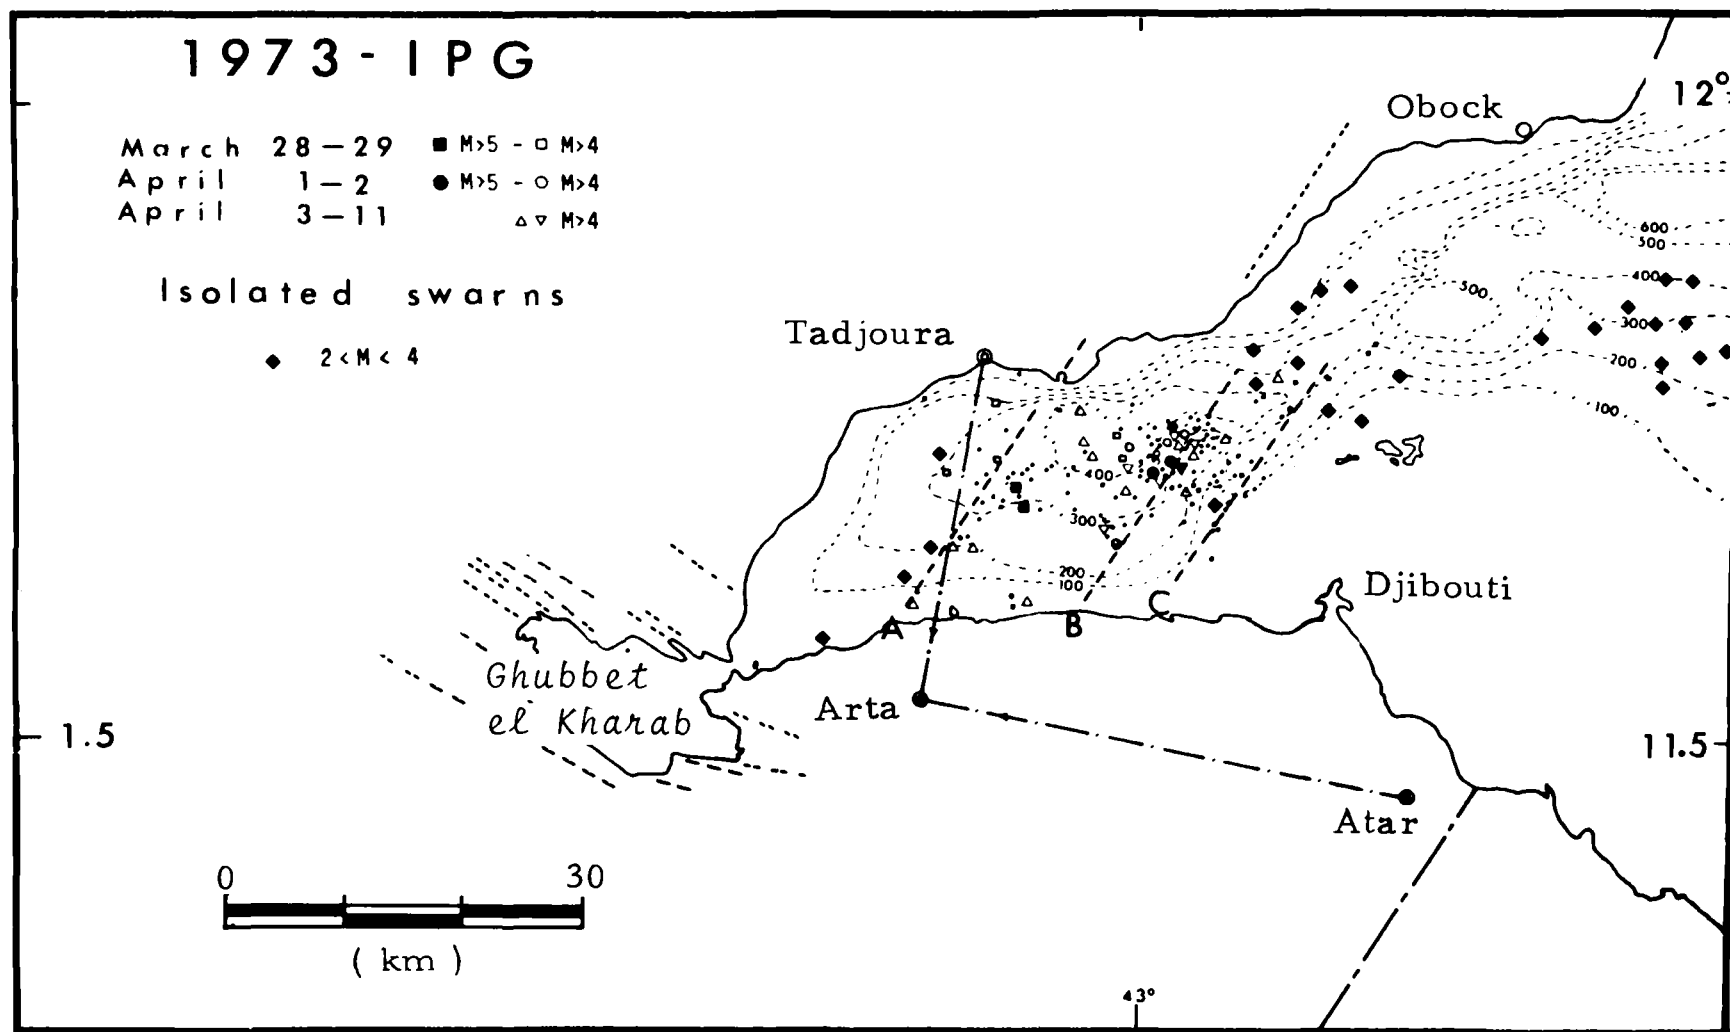 1973-IPG
12°
Obock
March 28-29 ■ M>5 - □ M>4
April 1-2 ● M>5 - ○ M>4
April 3-11 △ ▽ M>4
Isolated swarns
◆ 2<M<4
600
500
400
500
300
200
100
Tadjoura
400
300
200
100
Djibouti
A
B
C
Ghubbet
el Kharab
Arta
1.5
11.5
Atar
0 30
( km )
43°